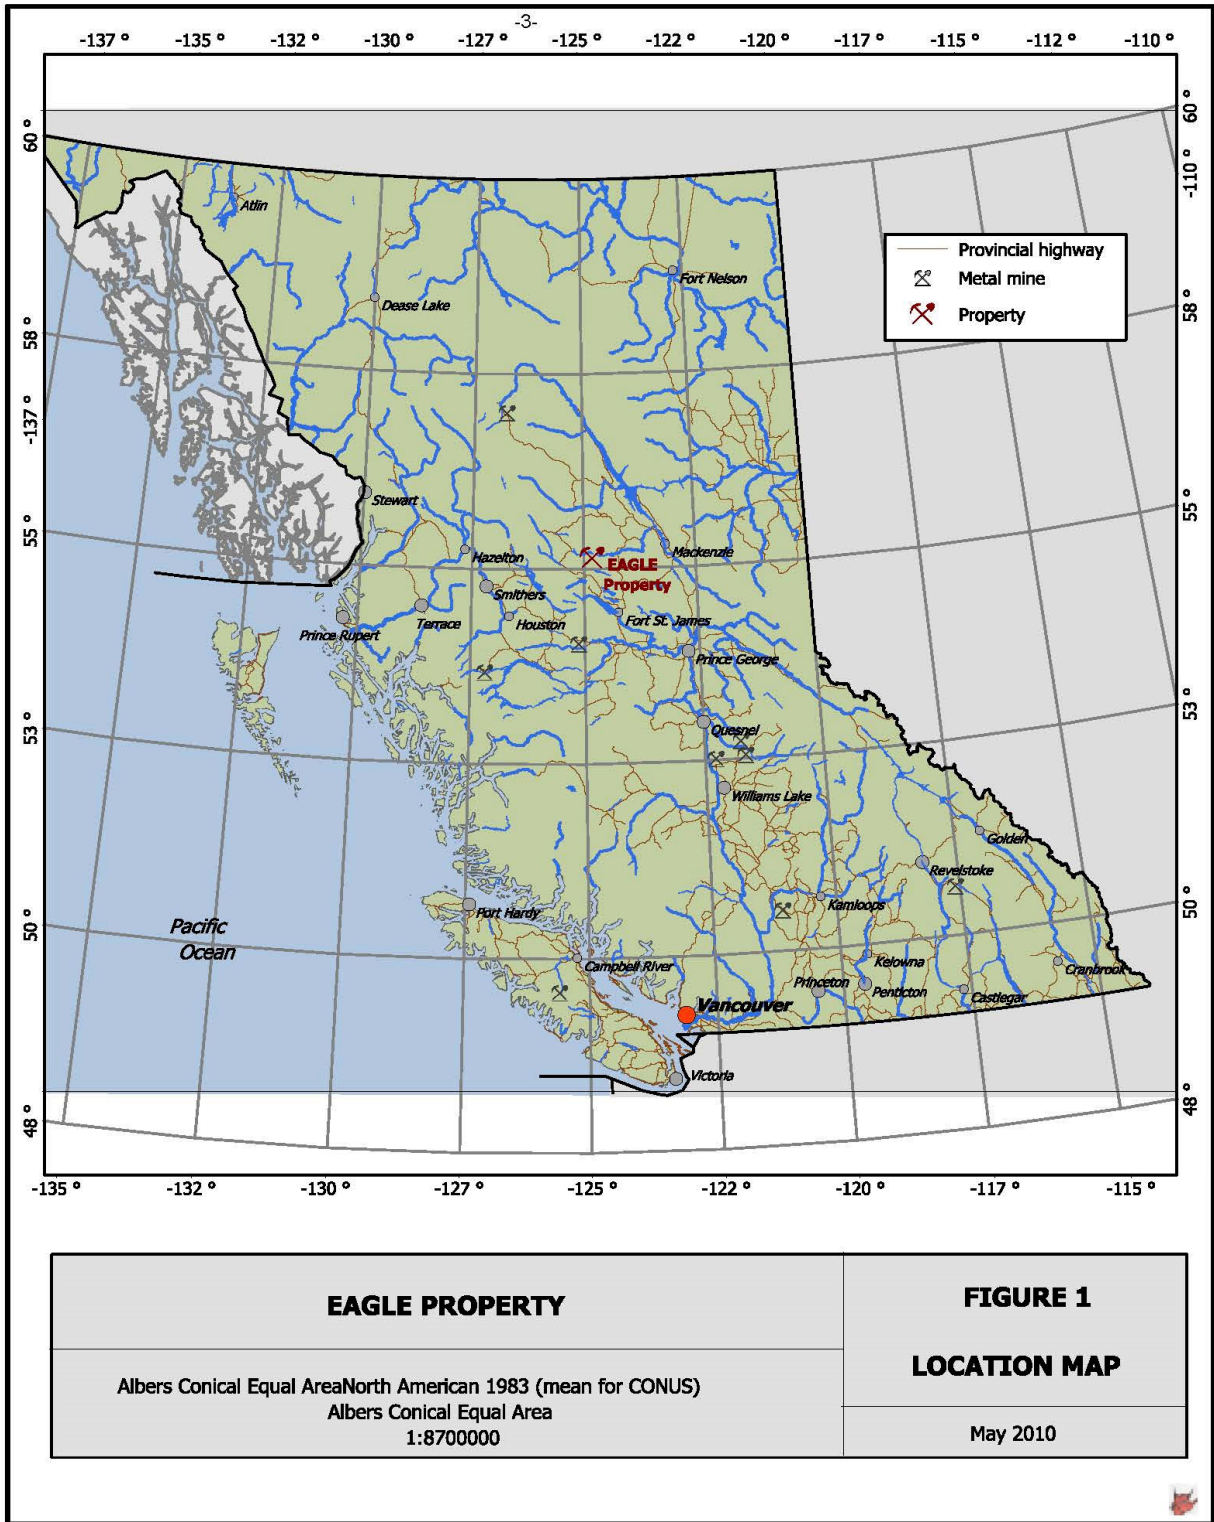 -3-
-137 ° -135 ° -132 ° -130 ° -127 ° -125 ° -122 ° -120 ° -117 ° -115 ° -112 ° -110 °
60 °
60 °
-110 °
Atlin
Provincial highway
Metal mine
Property
Fort Nelson
Dease Lake
58 °
58 °
-137 °
Stewart
55 °
55 °
Hazelton
Mackenzie
EAGLE
Property
Smithers
Terrace
Houston
Fort St. James
Prince Rupert
Prince George
53 °
53 °
Quesnel
Williams Lake
Golden
Revelstoke
Kamloops
50 °
50 °
Port Hardy
Pacific
Ocean
Campbell River
Kelowna
Cranbrook
Princeton
Penticton
Castlegar
Vancouver
Victoria
48 °
48 °
-135 ° -132 ° -130 ° -127 ° -125 ° -122 ° -120 ° -117 ° -115 °
EAGLE PROPERTY
FIGURE 1
LOCATION MAP
Albers Conical Equal AreaNorth American 1983 (mean for CONUS)
Albers Conical Equal Area
1:8700000
May 2010